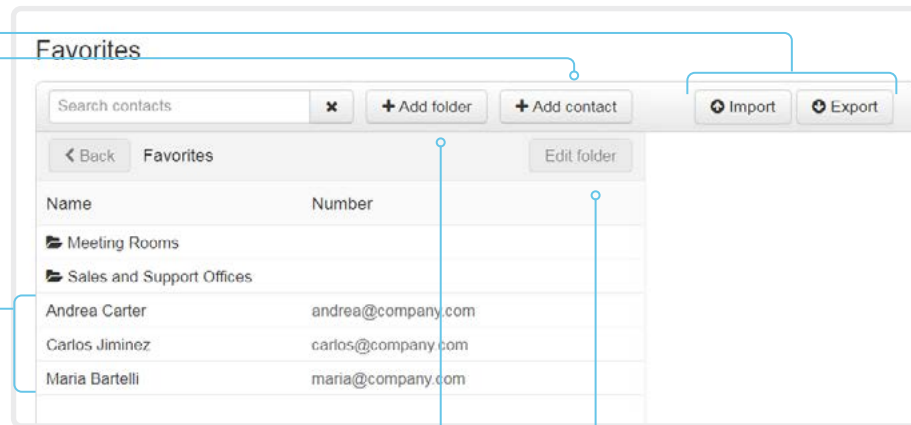 Favorites
Search contacts ✖ + Add folder + Add contact Import Export
Back Favorites Edit folder
Name Number
Meeting Rooms
Sales and Support Offices
Andrea Carter andrea@company.com
Carlos Jiminez carlos@company.com
Maria Bartelli maria@company.com